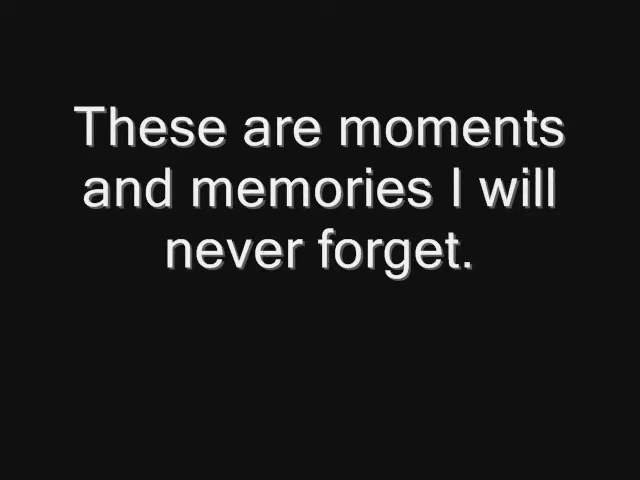 These are moments
and memories I will
never forget.